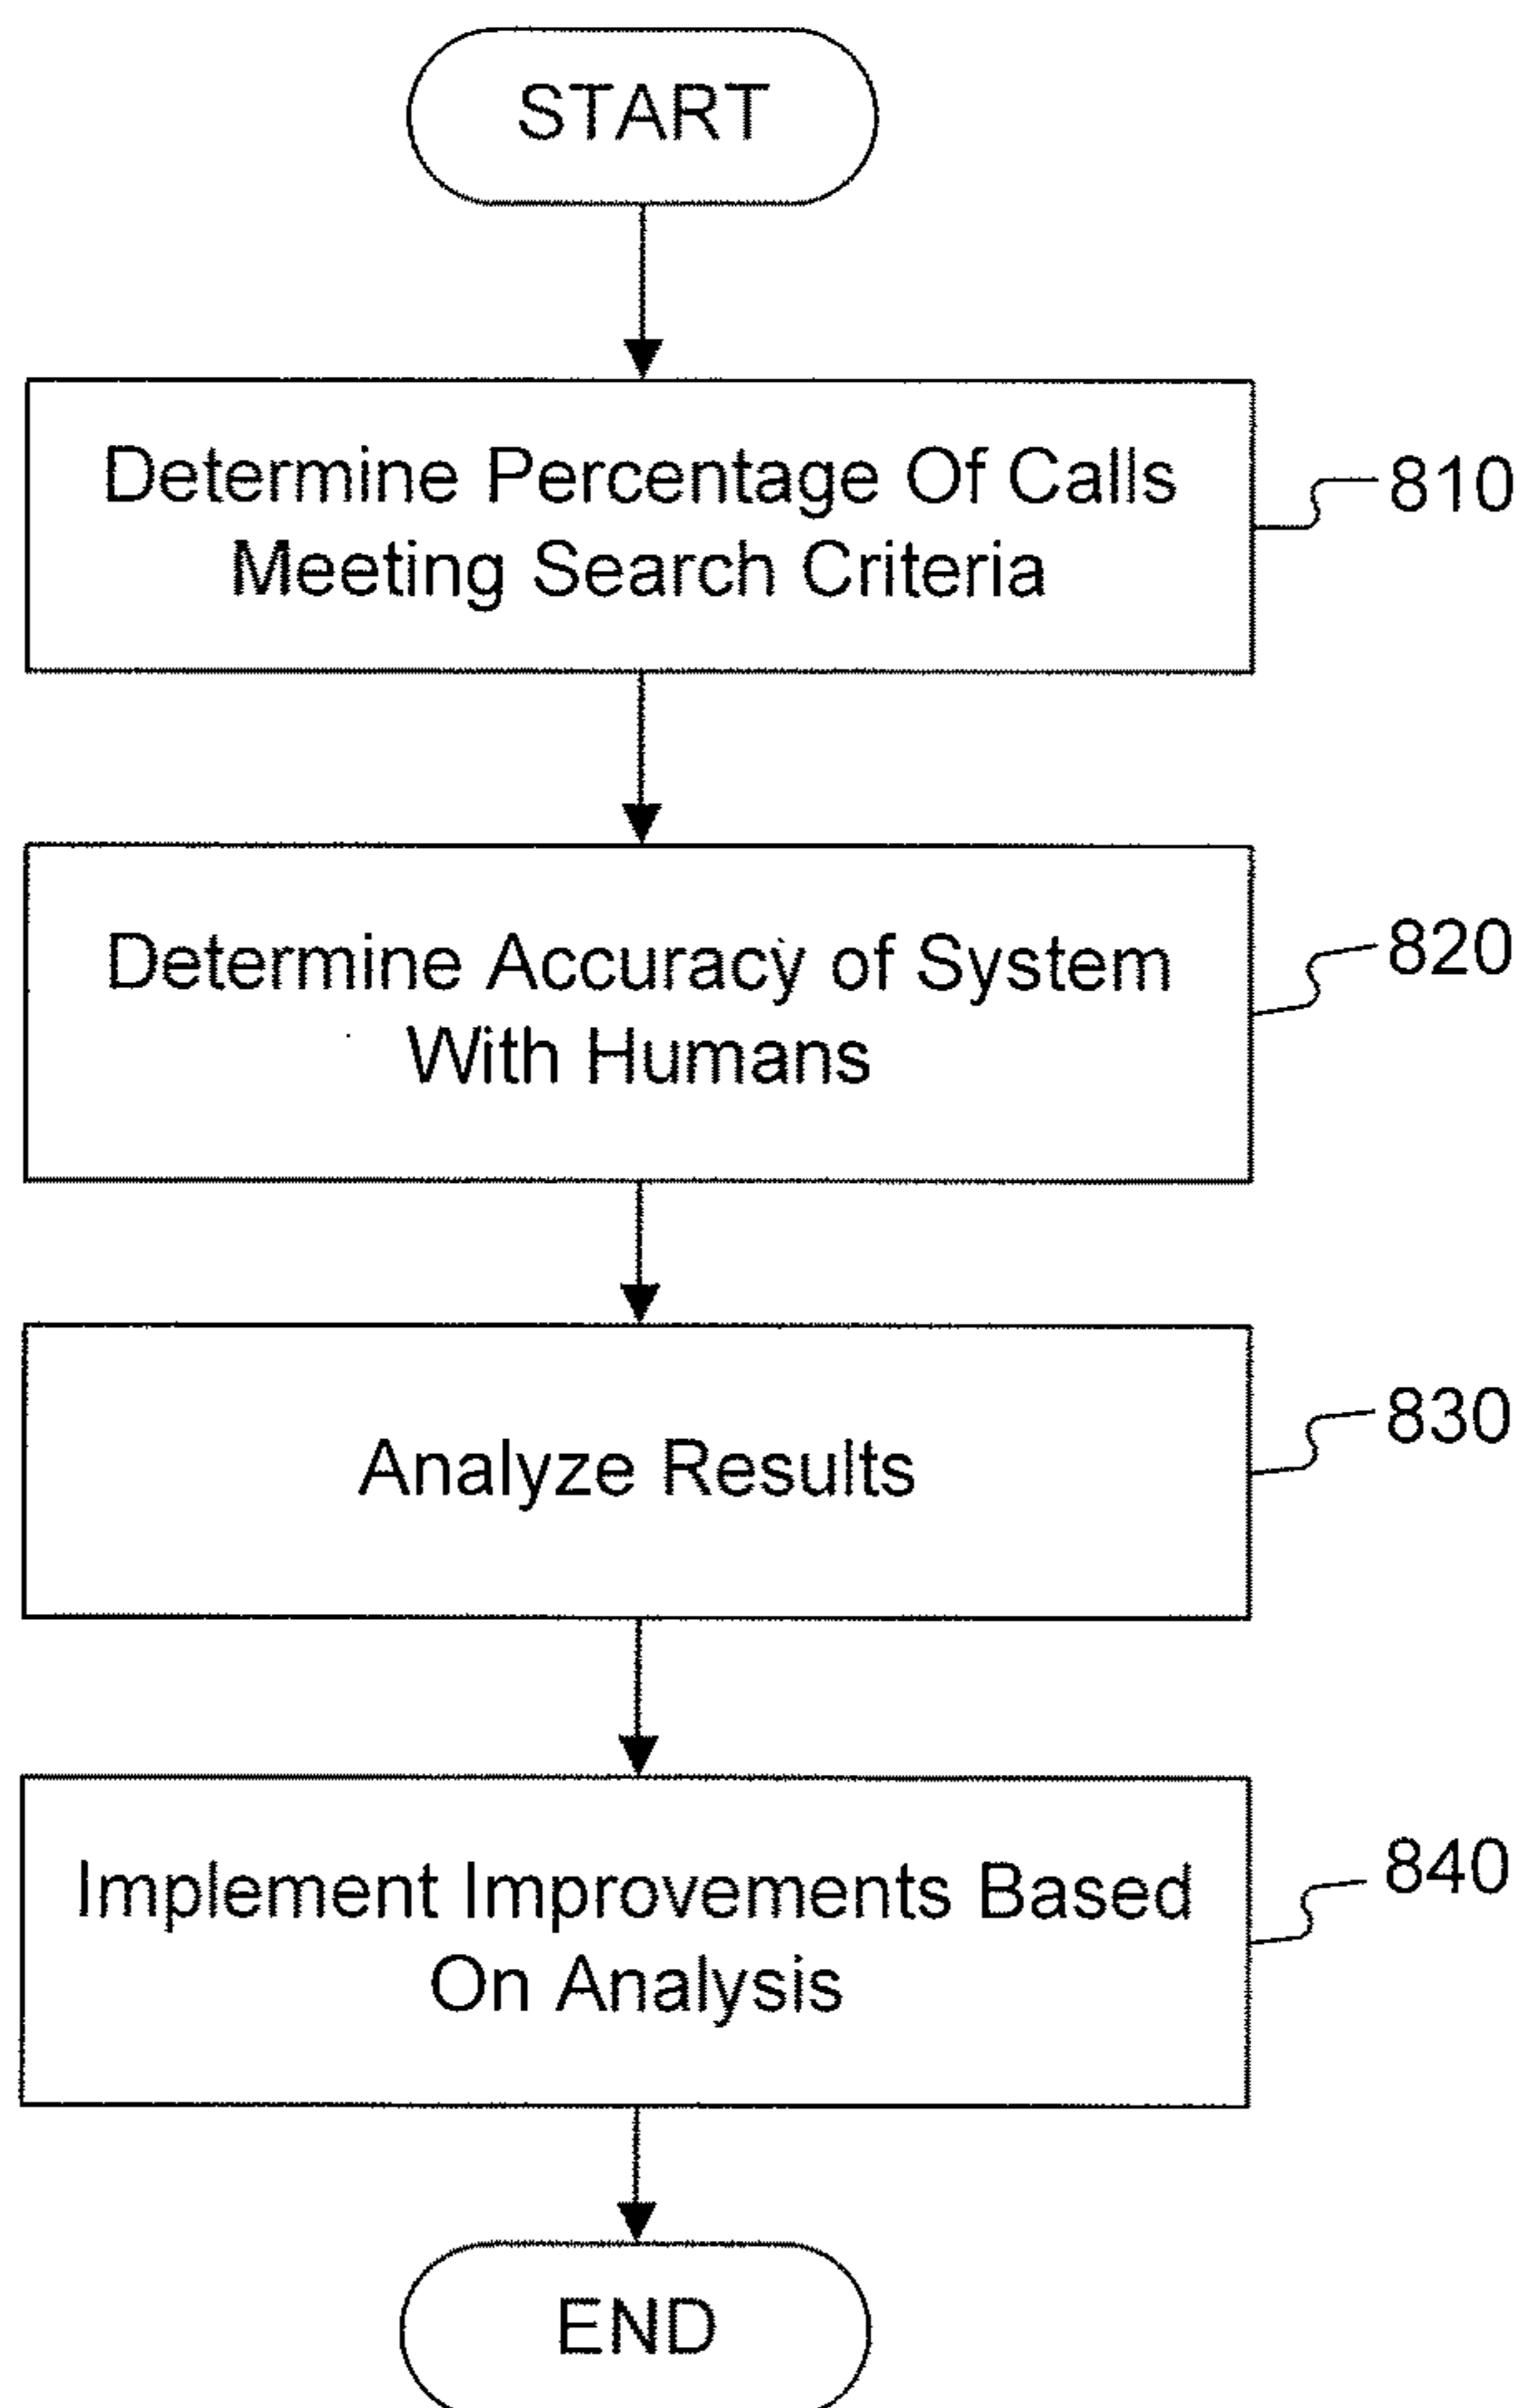 START
Determine Percentage Of Calls
Meeting Search Criteria
810
Determine Accuracy of System
With Humans
820
Analyze Results
830
Implement Improvements Based
On Analysis
840
END